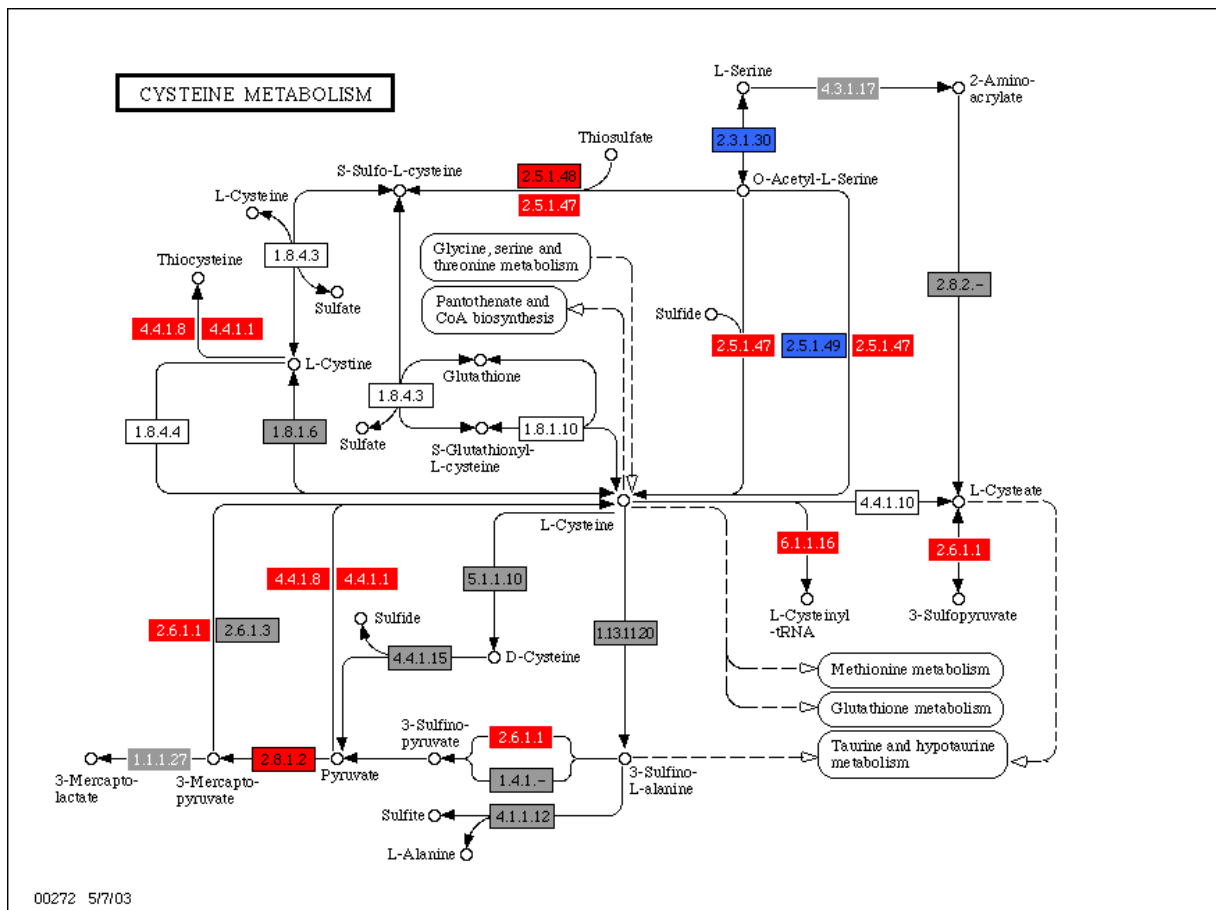 CYSTEINE METABOLISM
L-Serine
4.3.1.17
2-Amino-
acrylate
2.3.1.30
Thiosulfate
S-Sulfo-L-cysteine
2.5.1.48
2.5.1.47
O-Acetyl-L-Serine
L-Cysteine
1.8.4.3
Thiocysteine
Sulfate
Glycine, serine and
threonine metabolism
Pantothenate and
CoA biosynthesis
2.8.2.-
4.4.1.8
4.4.1.1
Sulfide
2.5.1.47
2.5.1.49
2.5.1.47
L-Cystine
Glutathione
1.8.4.3
1.8.4.4
1.8.1.6
Sulfate
1.8.1.10
S-Glutathionyl-
L-cysteine
L-Cysteine
4.4.1.10
L-Cysteate
6.1.1.16
2.6.1.1
4.4.1.8
4.4.1.1
5.1.1.10
L-Cysteinyl
-tRNA
3-Sulfopyruvate
2.6.1.1
2.6.1.3
Sulfide
1.13.11.20
4.4.1.15
D-Cysteine
Methionine metabolism
Glutathione metabolism
3-Sulfino-
pyruvate
2.6.1.1
Taurine and hypotaurine
metabolism
1.1.1.27
2.8.1.2
3-Mercapto-
lactate
3-Mercapto-
pyruvate
Pyruvate
1.4.1.-
3-Sulfino-
L-alanine
Sulfite
4.1.1.12
L-Alanine
00272 5/7/03